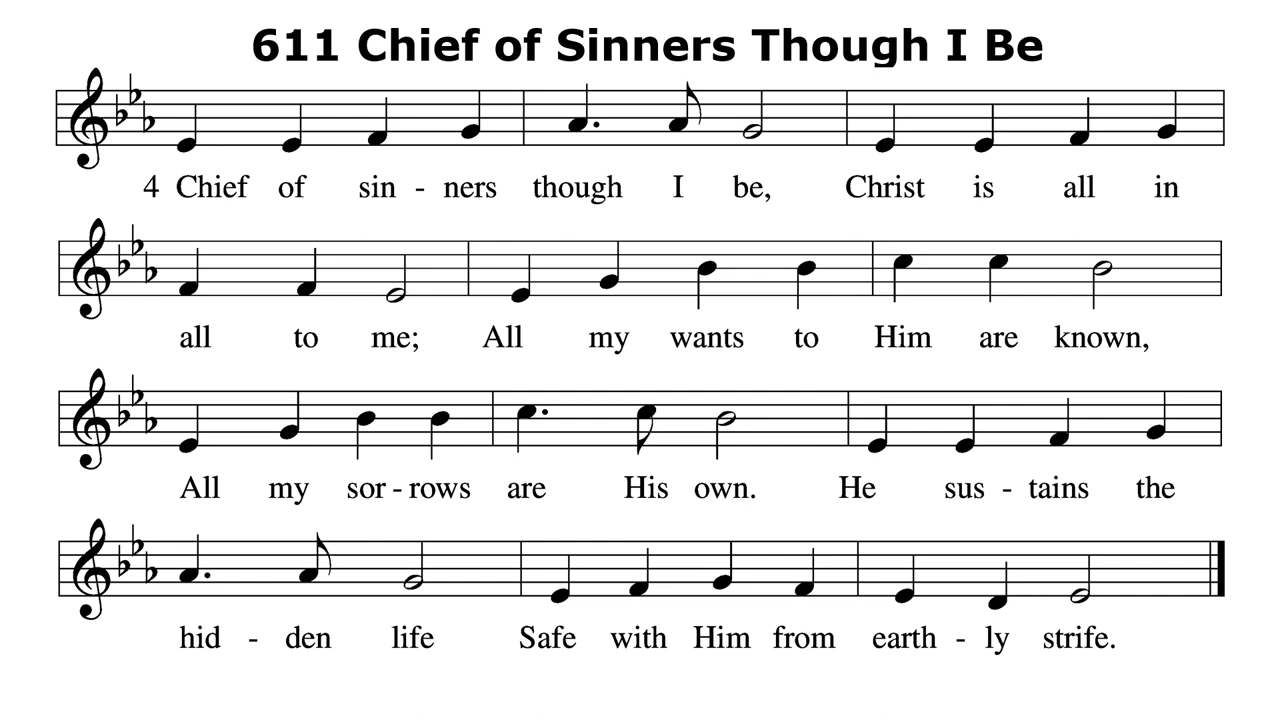 611 Chief of Sinners Though I Be
4 Chief of sin - ners though I be, Christ is all in
all to me; All my wants to Him are known,
All my sor - rows are His own. He sus - tains the
hid - den life Safe with Him from earth - ly strife.